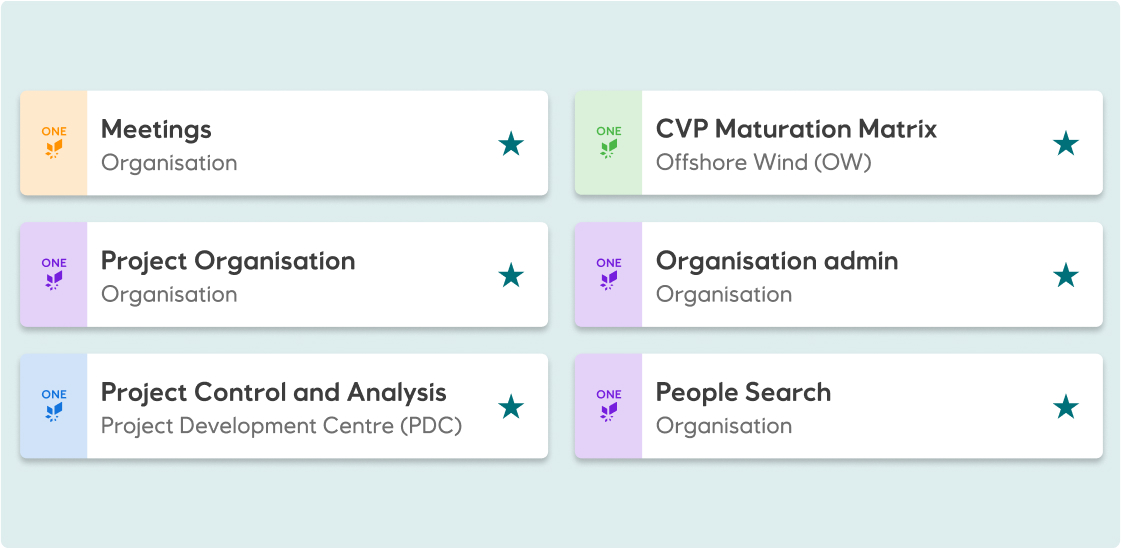 ONE
Meetings
Organisation
ONE
CVP Maturation Matrix
Offshore Wind (OW)
ONE
Project Organisation
Organisation
ONE
Organisation admin
Organisation
ONE
Project Control and Analysis
Project Development Centre (PDC)
ONE
People Search
Organisation